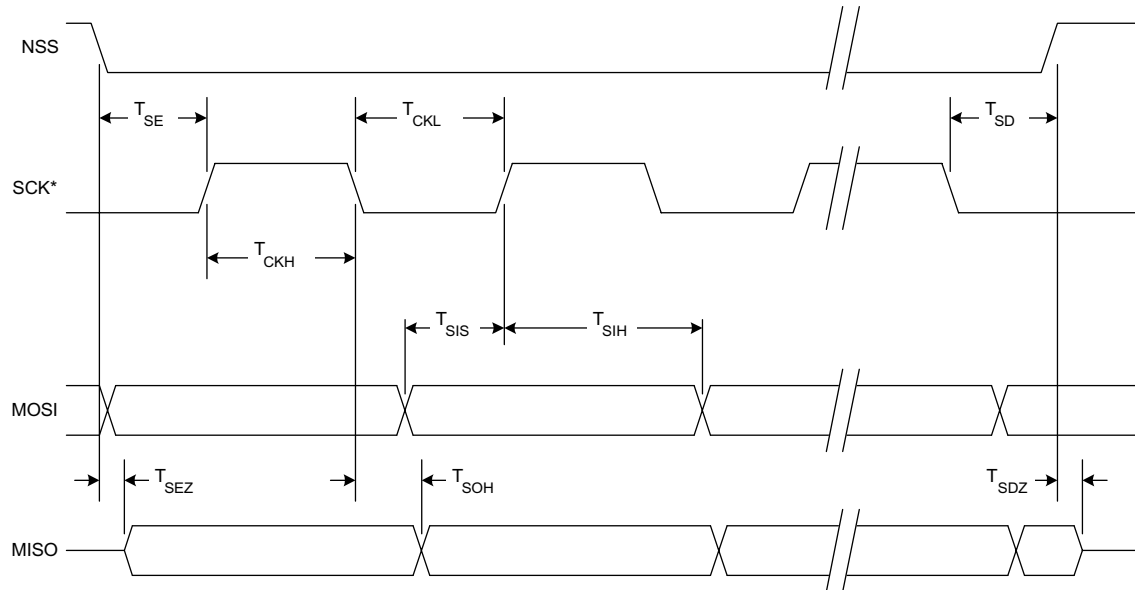 NSS
T_SE
T_CKL
T_SD
SCK*
T_CKH
T_SIS
T_SIH
MOSI
T_SEZ
T_SOH
T_SDZ
MISO